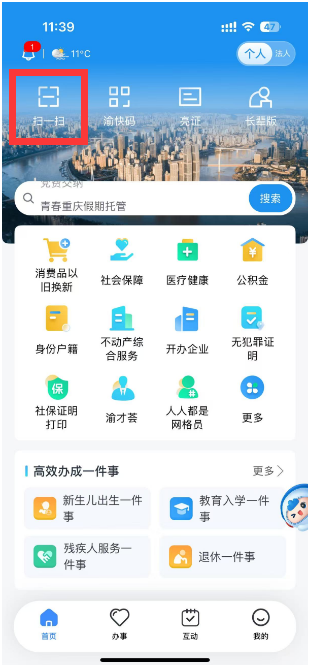 11:39
47
1
11°C
个人
法人
扫一扫
渝快码
亮证
长辈版
青春重庆假期托管
搜索
消费品以
旧换新
社会保障
医疗健康
公积金
身份户籍
不动产综
合服务
开办企业
无犯罪证
明
保
社保证明
打印
渝才荟
人人都是
网格员
更多
高效办成一件事
更多
新生儿出生一件
事
教育入学一件
事
残疾人服务一
件事
退休一件事
首页
办事
互动
我的